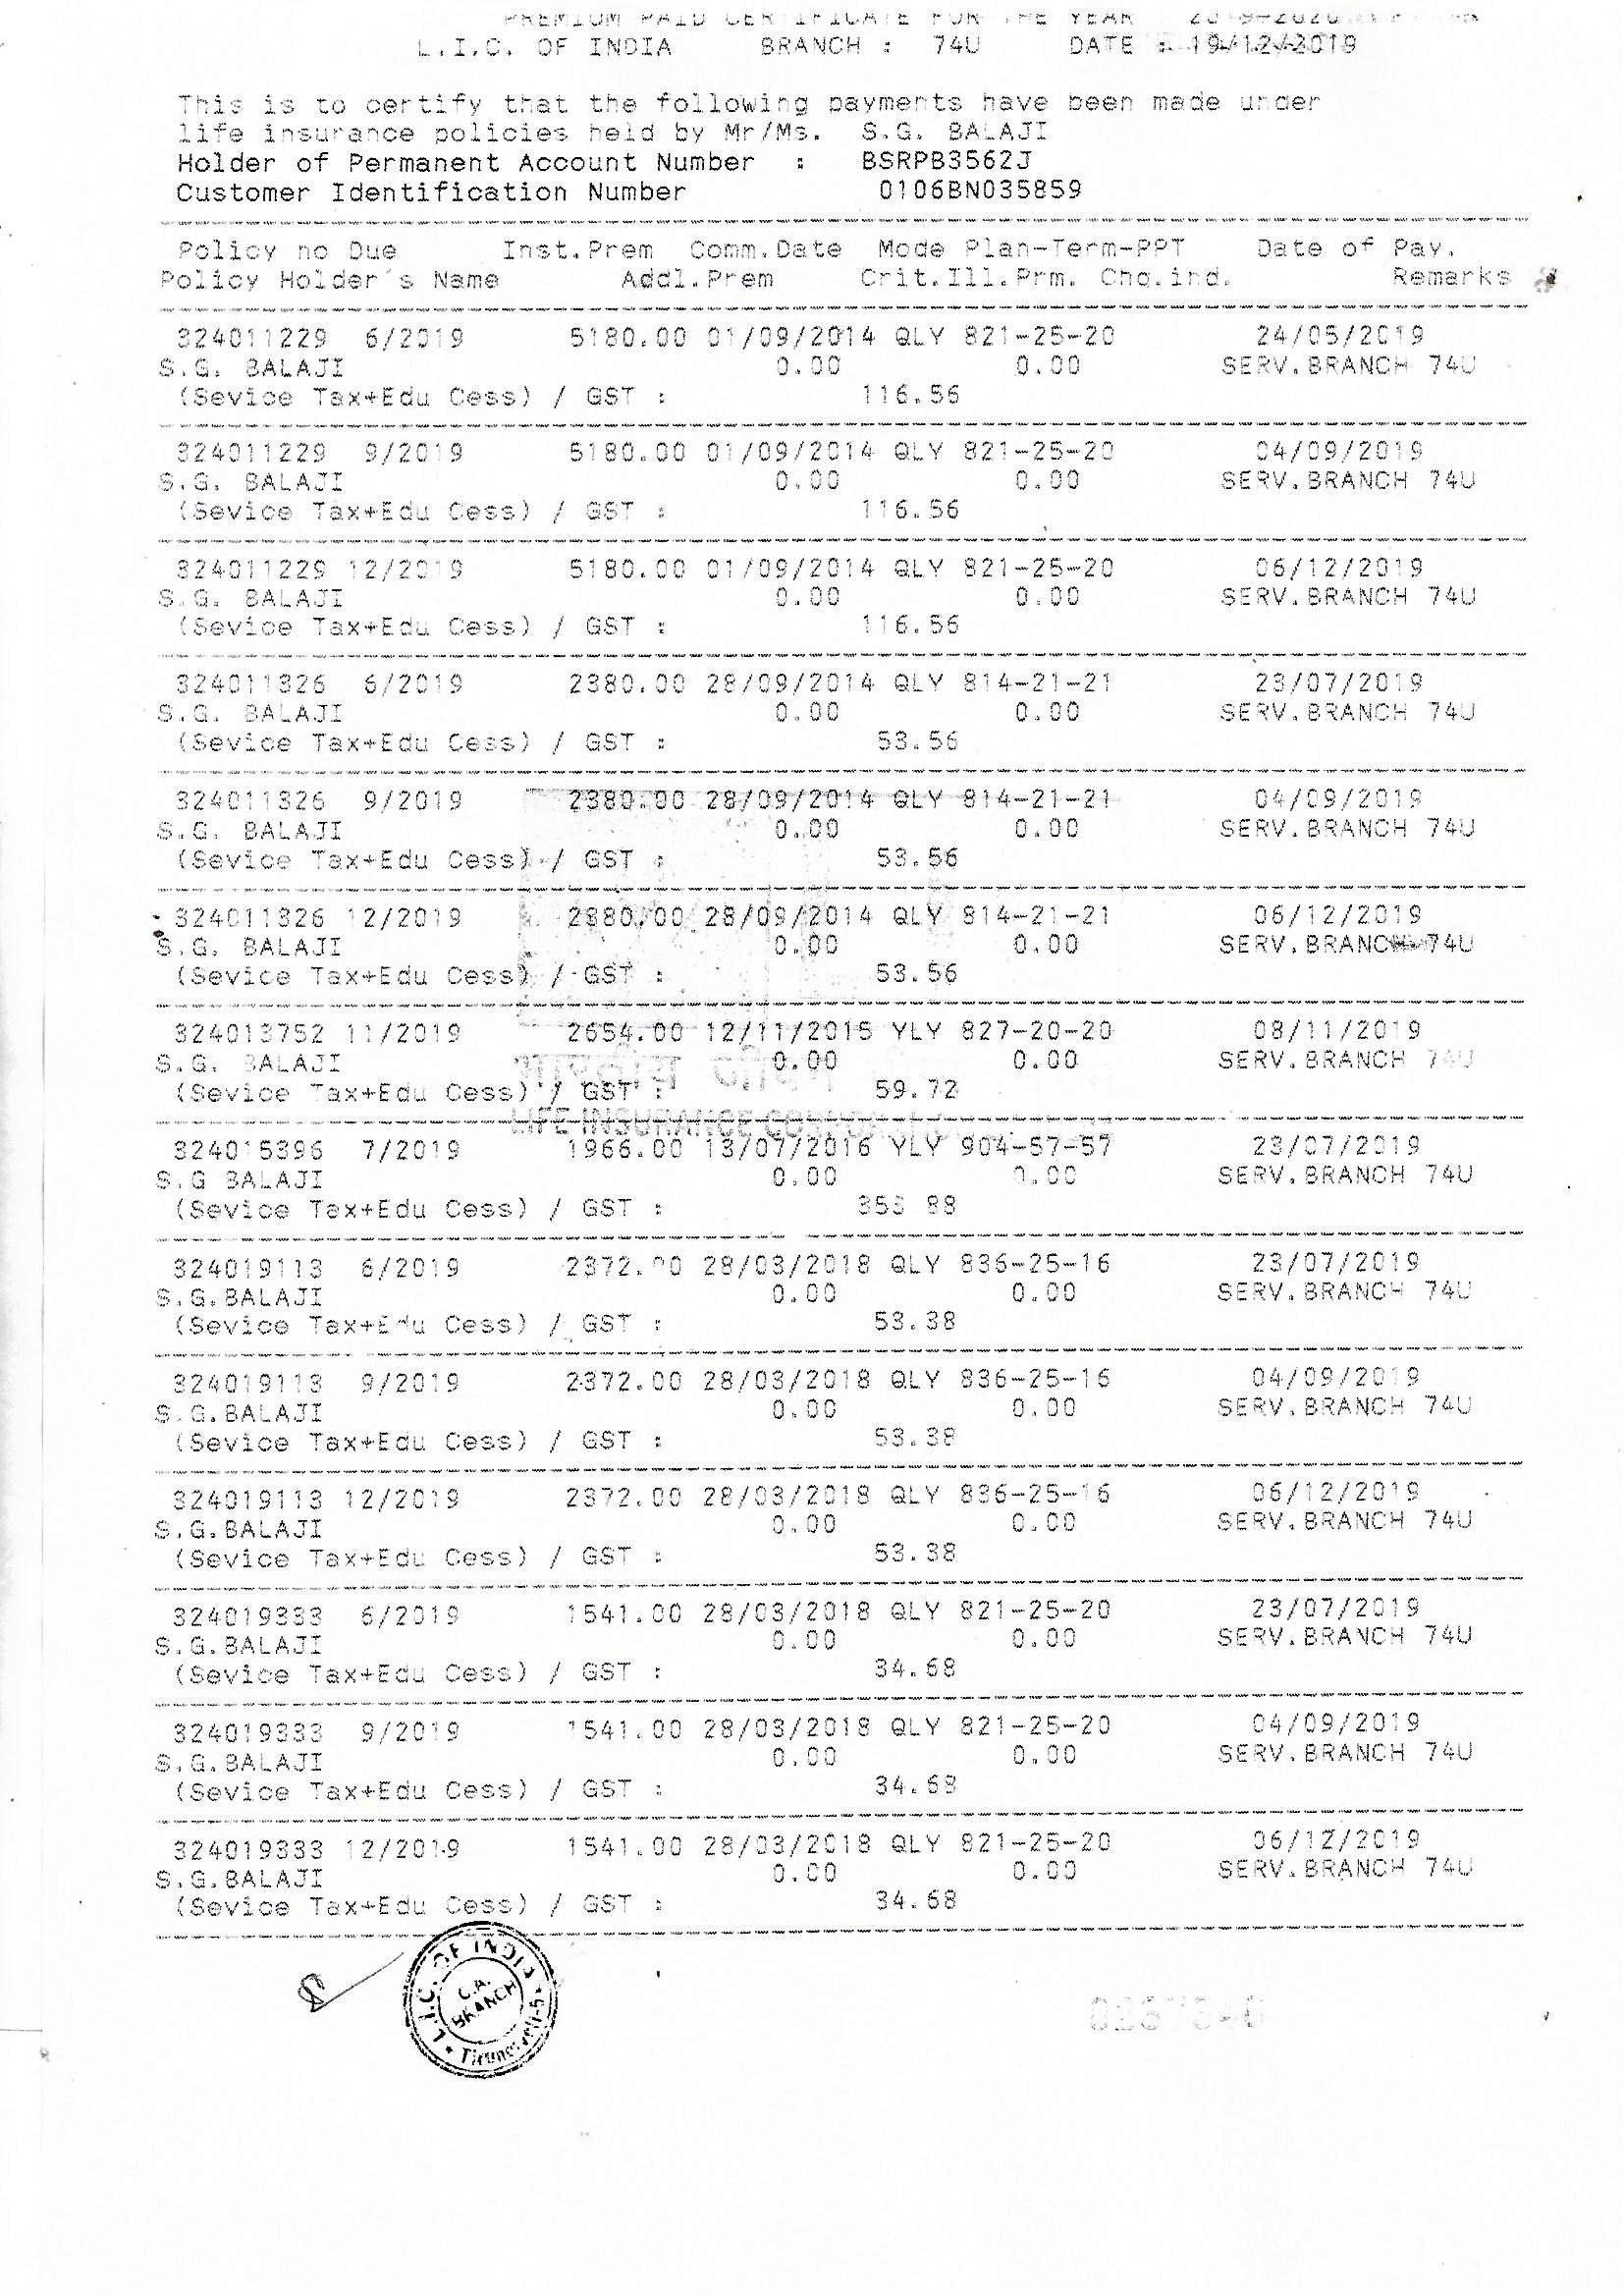 PREMIUM PAID CERTIFICATE FOR THE YEAR 2019-2020
L.I.C. OF INDIA BRANCH : 74U DATE : 19/12/2019
This is to certify that the following payments have been made under
life insurance policies held by Mr/Ms. S.G. BALAJI
Holder of Permanent Account Number : BSRPB3562J
Customer Identification Number 0106BN035859
Policy no Due Inst.Prem Comm.Date Mode Plan-Term-PPT Date of Pay.
Policy Holder's Name Addl.Prem Crit.Ill.Prm. Chq.ind. Remarks
324011229 6/2019 5180.00 01/09/2014 QLY 821-25-20 24/05/2019
S.G. BALAJI 0.00 0.00 SERV.BRANCH 74U
(Sevice Tax+Edu Cess) / GST : 116.56
324011229 9/2019 5180.00 01/09/2014 QLY 821-25-20 04/09/2019
S.G. BALAJI 0.00 0.00 SERV.BRANCH 74U
(Sevice Tax+Edu Cess) / GST : 116.56
324011229 12/2019 5180.00 01/09/2014 QLY 821-25-20 06/12/2019
S.G. BALAJI 0.00 0.00 SERV.BRANCH 74U
(Sevice Tax+Edu Cess) / GST : 116.56
324011326 6/2019 2380.00 28/09/2014 QLY 814-21-21 23/07/2019
S.G. BALAJI 0.00 0.00 SERV.BRANCH 74U
(Sevice Tax+Edu Cess) / GST : 53.56
324011326 9/2019 2380.00 28/09/2014 QLY 814-21-21 04/09/2019
S.G. BALAJI 0.00 0.00 SERV.BRANCH 74U
(Sevice Tax+Edu Cess) / GST : 53.56
324011326 12/2019 2380.00 28/09/2014 QLY 814-21-21 06/12/2019
S.G. BALAJI 0.00 0.00 SERV.BRANCH 74U
(Sevice Tax+Edu Cess) / GST : 53.56
324013752 11/2019 2654.00 12/11/2015 YLY 827-20-20 08/11/2019
S.G. BALAJI 0.00 0.00 SERV.BRANCH 74U
(Sevice Tax+Edu Cess) / GST : 59.72
LIFE INSURANCE
324015396 7/2019 1966.00 13/07/2016 YLY 904-57-57 23/07/2019
S.G BALAJI 0.00 0.00 SERV.BRANCH 74U
(Sevice Tax+Edu Cess) / GST :
324019113 6/2019 2372.00 28/03/2018 QLY 836-25-16 23/07/2019
S.G.BALAJI 0.00 0.00 SERV.BRANCH 74U
(Sevice Tax+Edu Cess) / GST : 53.38
324019113 9/2019 2372.00 28/03/2018 QLY 836-25-16 04/09/2019
S.G.BALAJI 0.00 0.00 SERV.BRANCH 74U
(Sevice Tax+Edu Cess) / GST : 53.38
324019113 12/2019 2372.00 28/03/2018 QLY 836-25-16 06/12/2019
S.G.BALAJI 0.00 0.00 SERV.BRANCH 74U
(Sevice Tax+Edu Cess) / GST : 53.38
324019333 6/2019 1541.00 28/03/2018 QLY 821-25-20 23/07/2019
S.G.BALAJI 0.00 0.00 SERV.BRANCH 74U
(Sevice Tax+Edu Cess) / GST : 34.68
324019333 9/2019 1541.00 28/03/2018 QLY 821-25-20 04/09/2019
S.G.BALAJI 0.00 0.00 SERV.BRANCH 74U
(Sevice Tax+Edu Cess) / GST : 34.68
324019333 12/2019 1541.00 28/03/2018 QLY 821-25-20 06/12/2019
S.G.BALAJI 0.00 0.00 SERV.BRANCH 74U
(Sevice Tax+Edu Cess) / GST : 34.68
L.I.C. OF INDIA
C.A.
BRANCH